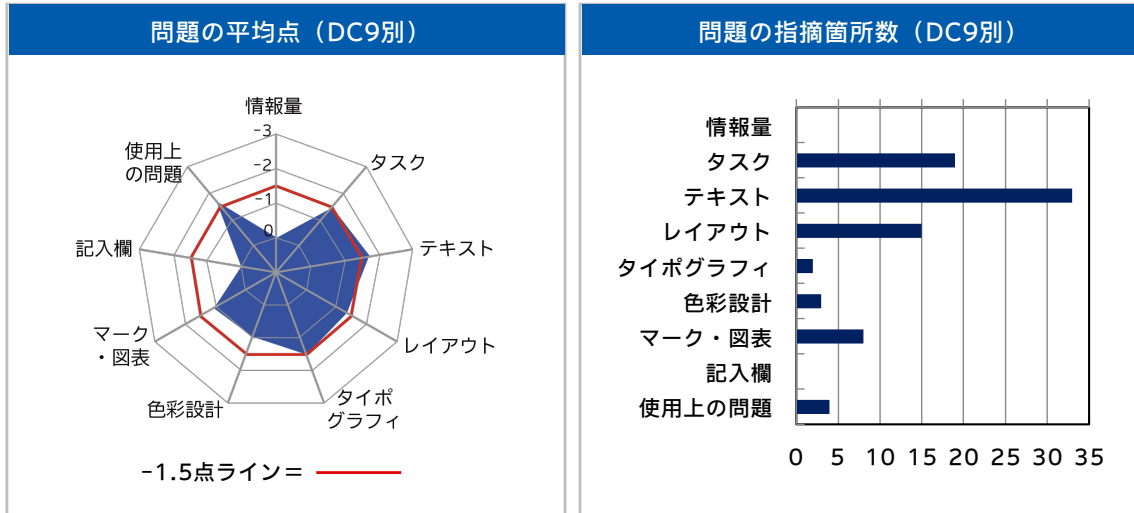 問題の平均点（DC9別）
情報量
-3
-2
-1
0
タスク
テキスト
レイアウト
タイポ
グラフィ
色彩設計
マーク
・図表
記入欄
使用上
の問題
-1.5点ライン＝
問題の指摘箇所数（DC9別）
情報量
タスク
テキスト
レイアウト
タイポグラフィ
色彩設計
マーク・図表
記入欄
使用上の問題
0 5 10 15 20 25 30 35